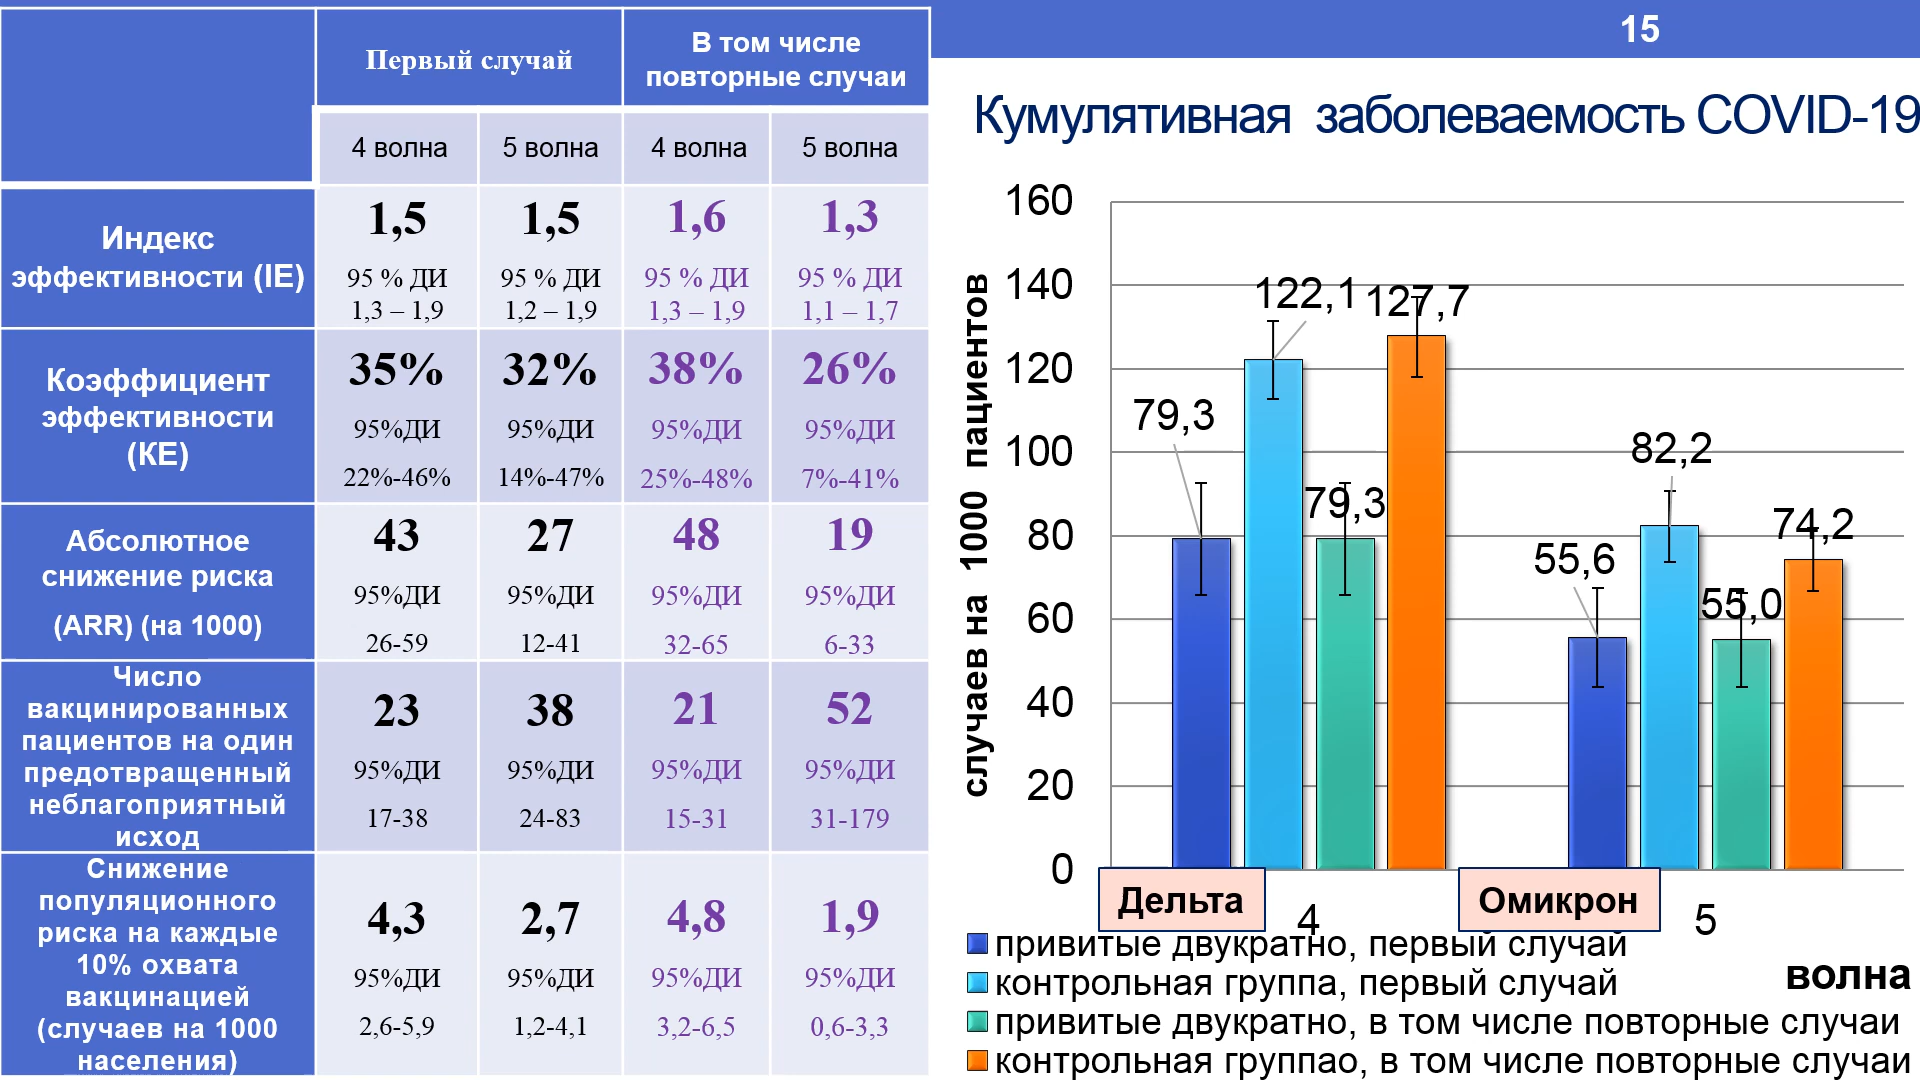 15
Первый случай
В том числе
повторные случаи
4 волна
5 волна
4 волна
5 волна
Индекс
эффективности (IE)
1,5
95 % ДИ
1,3 – 1,9
1,5
95 % ДИ
1,2 – 1,9
1,6
95 % ДИ
1,3 – 1,9
1,3
95 % ДИ
1,1 – 1,7
Коэффициент
эффективности
(КЕ)
35%
95%ДИ
22%-46%
32%
95%ДИ
14%-47%
38%
95%ДИ
25%-48%
26%
95%ДИ
7%-41%
Абсолютное
снижение риска
(ARR) (на 1000)
43
95%ДИ
26-59
27
95%ДИ
12-41
48
95%ДИ
32-65
19
95%ДИ
6-33
Число
вакцинированных
пациентов на один
предотвращенный
неблагоприятный
исход
23
95%ДИ
17-38
38
95%ДИ
24-83
21
95%ДИ
15-31
52
95%ДИ
31-179
Снижение
популяционного
риска на каждые
10% охвата
вакцинацией
(случаев на 1000
населения)
4,3
95%ДИ
2,6-5,9
2,7
95%ДИ
1,2-4,1
4,8
95%ДИ
3,2-6,5
1,9
95%ДИ
0,6-3,3
Кумулятивная заболеваемость COVID-19
случаев на 1000 пациентов
160
140
120
100
80
60
40
20
0
79,3
122,1
79,3
127,7
55,6
82,2
55,0
74,2
Дельта
4
Омикрон
5
волна
привитые двукратно, первый случай
контрольная группа, первый случай
привитые двукратно, в том числе повторные случаи
контрольная группао, в том числе повторные случаи